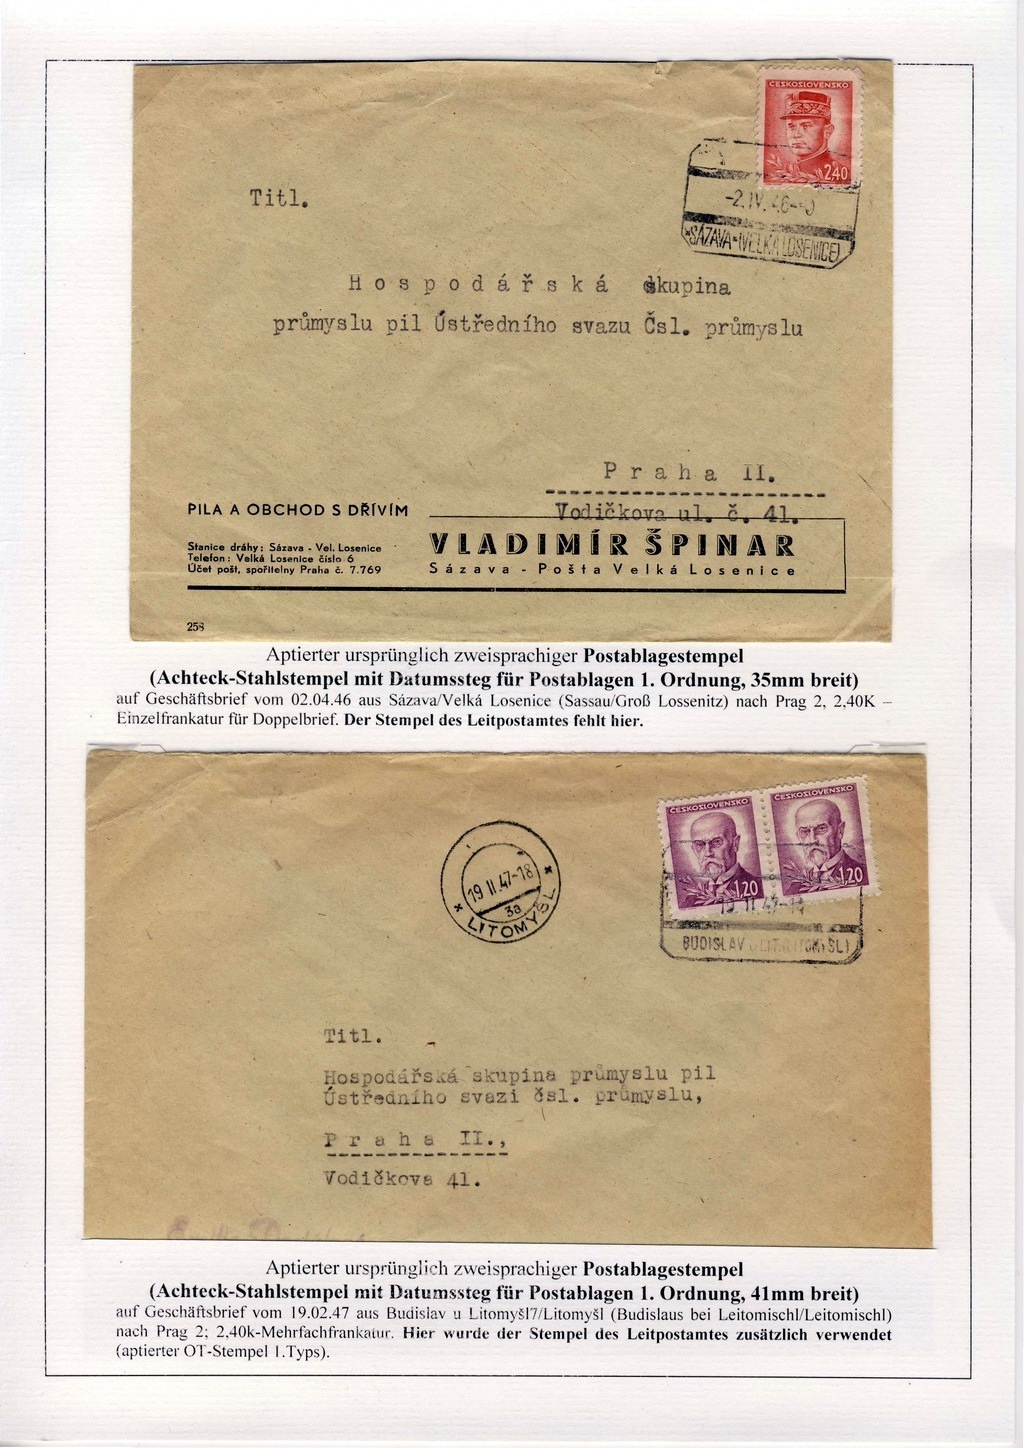 ČESKOSLOVENSKO
2·40
-2.IV.46-
*SÁZAVA*(VELKÁ LOSENICE)
Titl.
H o s p o d á ř s k á skupina
průmyslu pil Ústředního svazu Čsl. průmyslu
P r a h a II.
Vodičkova ul. č. 41.
PILA A OBCHOD S DŘÍVÍM
Stanice dráhy: Sázava - Vel. Losenice
Telefon: Velká Losenice číslo 6
Účet pošt. spořitelny Praha č. 7.769
VLADIMÍR ŠPINAR
Sázava - Pošta Velká Losenice
258
Aptierter ursprünglich zweisprachiger Postablagestempel
(Achteck-Stahlstempel mit Datumssteg für Postablagen 1. Ordnung, 35mm breit)
auf Geschäftsbrief vom 02.04.46 aus Sázava/Velká Losenice (Sassau/Groß Lossenitz) nach Prag 2, 2,40K –
Einzelfrankatur für Doppelbrief. Der Stempel des Leitpostamtes fehlt hier.
ČESKOSLOVENSKO ČESKOSLOVENSKO
1·20 1·20
19 II 47-18
3a
* LITOMYŠL *
19. II. 47-18
BUDISLAV U LITOMYŠL)
Titl.
Hospodářská skupina průmyslu pil
Ústředního svazi čsl. průmyslu,
P r a h a II.,
Vodičkova 41.
Aptierter ursprünglich zweisprachiger Postablagestempel
(Achteck-Stahlstempel mit Datumssteg für Postablagen 1. Ordnung, 41mm breit)
auf Geschäftsbrief vom 19.02.47 aus Budislav u Litomyšl7/Litomyšl (Budislaus bei Leitomischl/Leitomischl)
nach Prag 2; 2,40k-Mehrfachfrankatur. Hier wurde der Stempel des Leitpostamtes zusätzlich verwendet
(aptierter OT-Stempel 1.Typs).